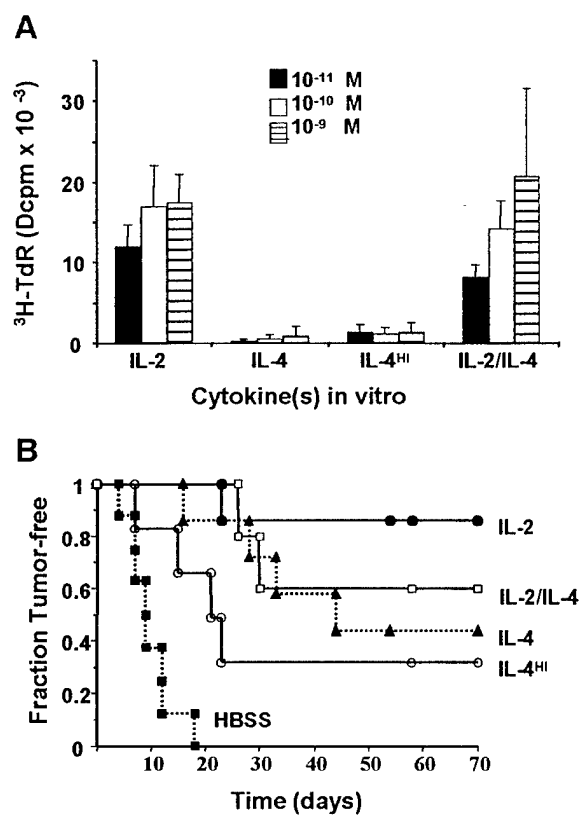 A
³H-TdR (Dcpm x 10 ⁻³)
30
20
10
0
10⁻¹¹ M
10⁻¹⁰ M
10⁻⁹ M
IL-2 IL-4 IL-4ᴴᴵ IL-2/IL-4
Cytokine(s) in vitro
B
Fraction Tumor-free
1
0.8
0.6
0.4
0.2
0
IL-2
IL-2/IL-4
IL-4
IL-4ᴴᴵ
HBSS
10 20 30 40 50 60 70
Time (days)